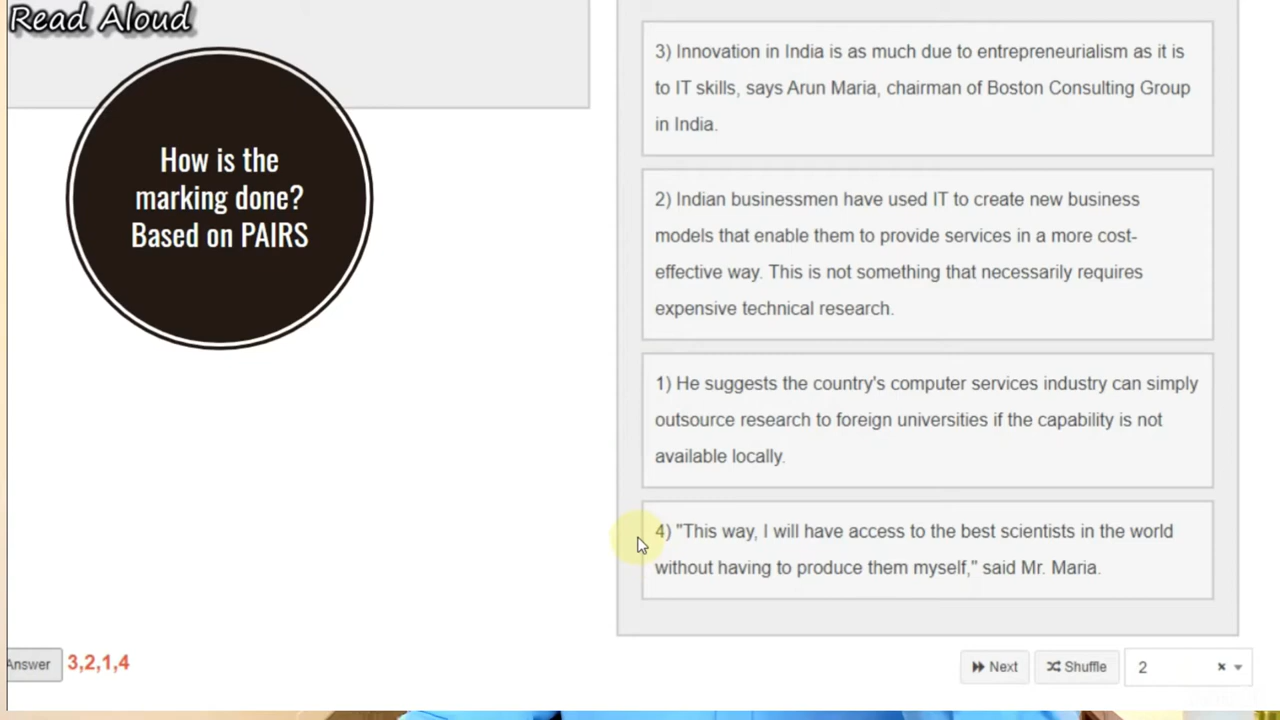 Read Aloud
How is the
marking done?
Based on PAIRS
3) Innovation in India is as much due to entrepreneurialism as it is
to IT skills, says Arun Maria, chairman of Boston Consulting Group
in India.
2) Indian businessmen have used IT to create new business
models that enable them to provide services in a more cost-
effective way. This is not something that necessarily requires
expensive technical research.
1) He suggests the country's computer services industry can simply
outsource research to foreign universities if the capability is not
available locally.
4) "This way, I will have access to the best scientists in the world
without having to produce them myself," said Mr. Maria.
Answer 3,2,1,4
Next Shuffle 2